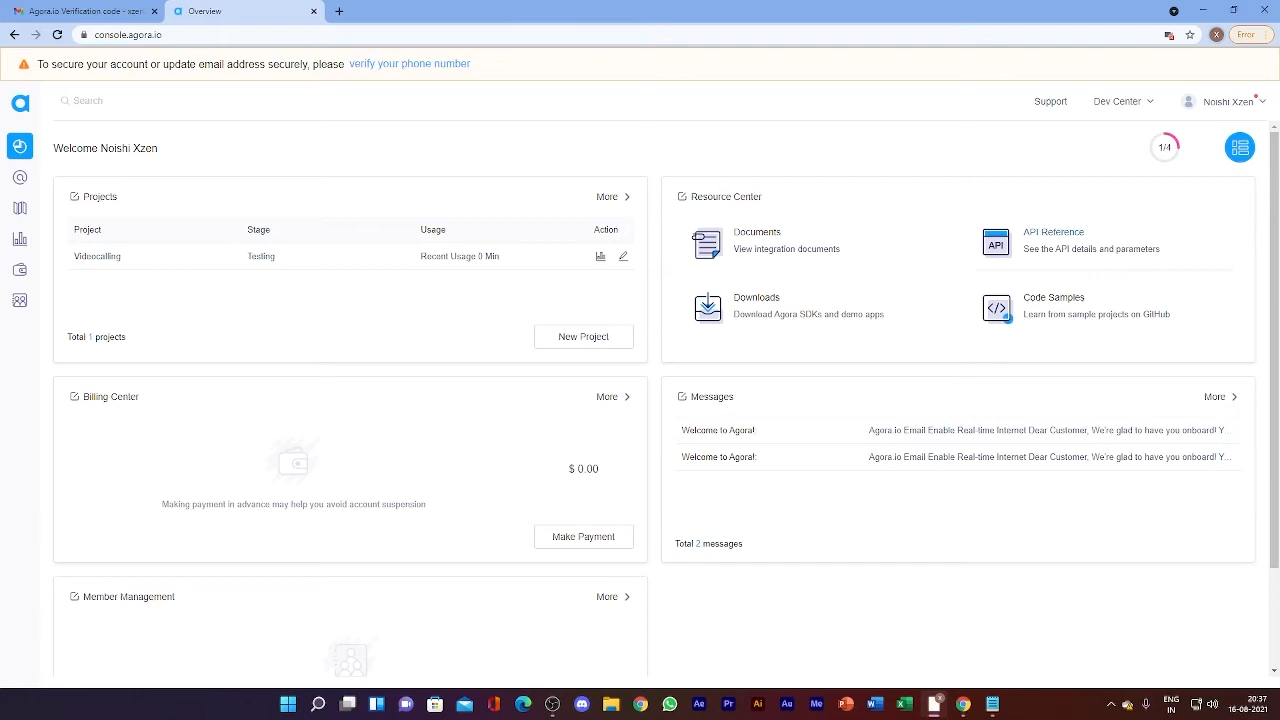 Agora.io Verification code - xzer
Overview
console.agora.io
X
Error
To secure your account or update email address securely, please verify your phone number
Search
Support
Dev Center
Noishi Xzen
Welcome Noishi Xzen
1/4
Projects
More
Project Stage Usage Action
Videocalling Testing Recent Usage 0 Min
Total 1 projects
New Project
Resource Center
Documents
View integration documents
API
API Reference
See the API details and parameters
Downloads
Download Agora SDKs and demo apps
Code Samples
Learn from sample projects on GitHub
Billing Center
More
$ 0.00
Making payment in advance may help you avoid account suspension
Make Payment
Messages
More
Welcome to Agora!: Agora.io Email Enable Real-time Internet Dear Customer, We're glad to have you onboard! Y...
Welcome to Agora!: Agora.io Email Enable Real-time Internet Dear Customer, We're glad to have you onboard! Y...
Total 2 messages
Member Management
More
Ae
Pr
Ai
Au
Me
ENG
IN
20:37
16-08-2021